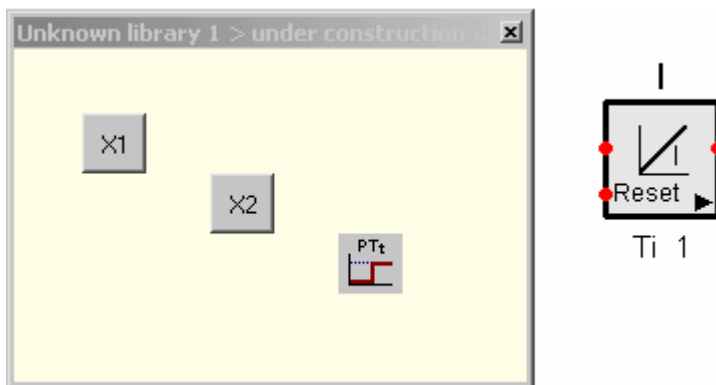 Unknown library 1 > under construction <
X1
X2
PTt
I
I
Reset
Ti 1